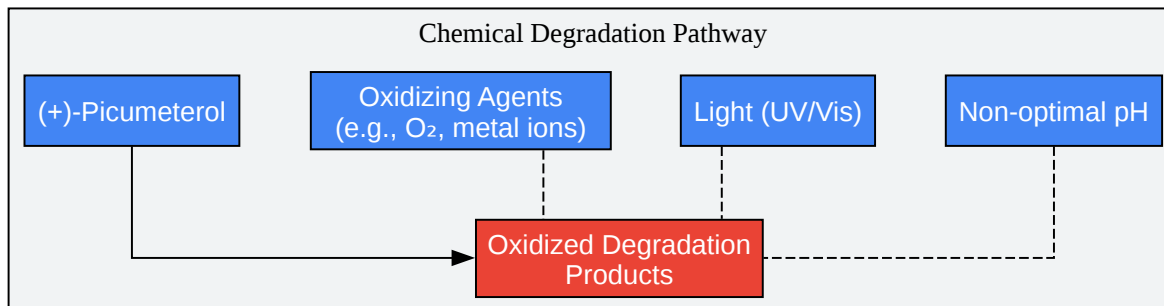 Chemical Degradation Pathway
(+)-Picumeterol
Oxidizing Agents
(e.g., O₂, metal ions)
Light (UV/Vis)
Non-optimal pH
Oxidized Degradation
Products